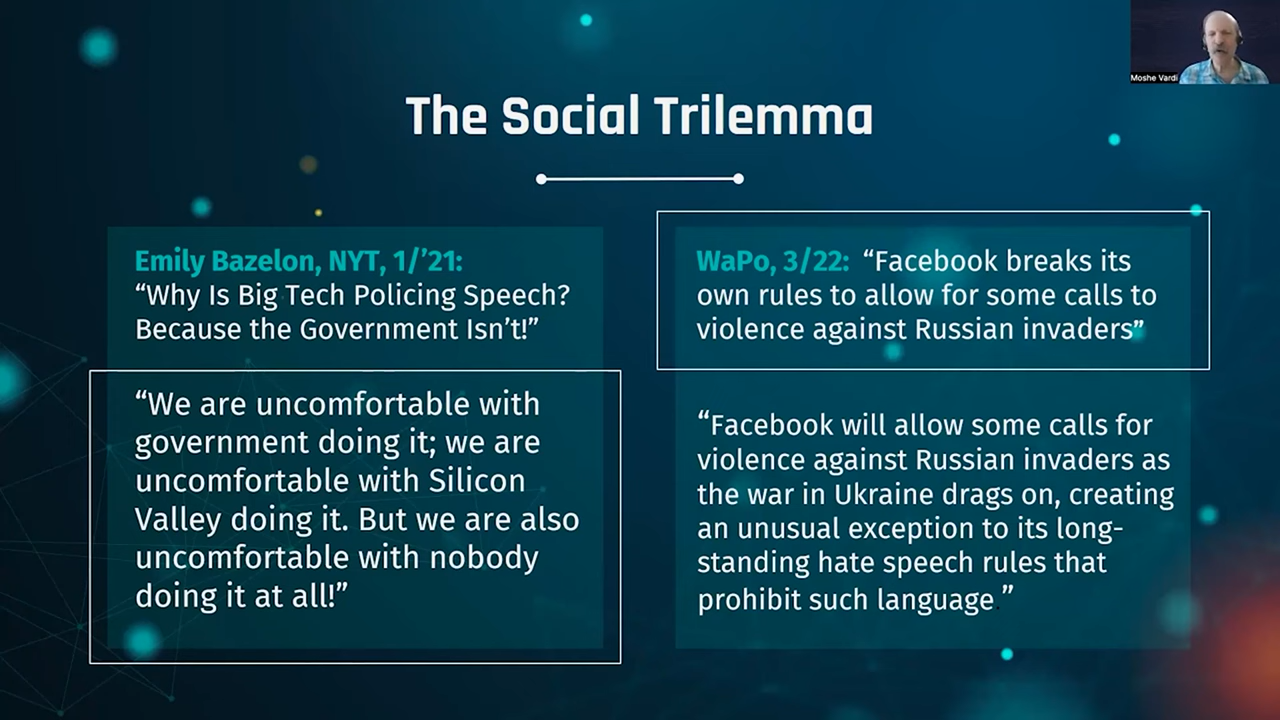 Moshe Vardi
The Social Trilemma
Emily Bazelon, NYT, 1/’21:
“Why Is Big Tech Policing Speech?
Because the Government Isn’t!”
“We are uncomfortable with
government doing it; we are
uncomfortable with Silicon
Valley doing it. But we are also
uncomfortable with nobody
doing it at all!”
WaPo, 3/22: “Facebook breaks its
own rules to allow for some calls to
violence against Russian invaders”
“Facebook will allow some calls for
violence against Russian invaders as
the war in Ukraine drags on, creating
an unusual exception to its long-
standing hate speech rules that
prohibit such language.”